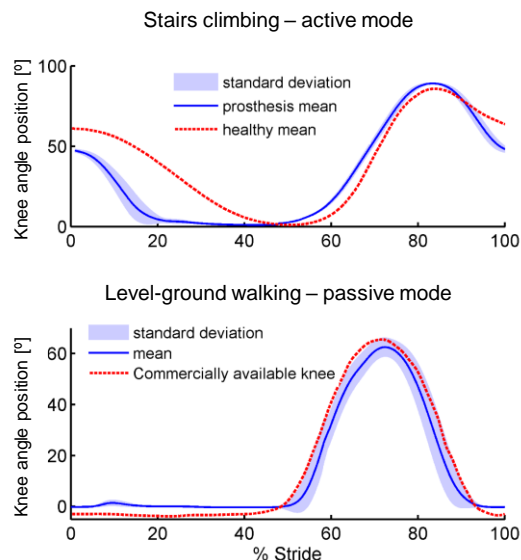 Stairs climbing – active mode
Knee angle position [º]
100
50
0
standard deviation
prosthesis mean
healthy mean
0 20 40 60 80 100
Level-ground walking – passive mode
Knee angle position [º]
60
40
20
0
standard deviation
mean
Commercially available knee
0 20 40 60 80 100
% Stride